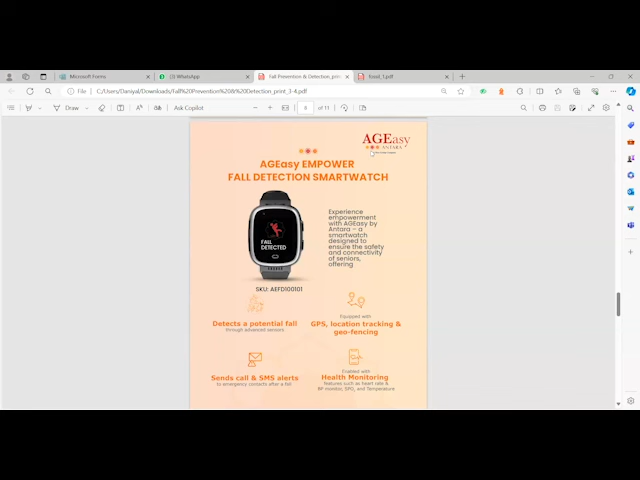 Microsoft Forms
(3) WhatsApp
Fall Prevention & Detection_print_
food_1.pdf
File
C:/Users/Daniyal/Downloads/Fall%20Prevention%20&%20Detection_print_3-4.pdf
Draw
Ask Copilot
of 11
AGEasy
ANTARA
AGEasy EMPOWER
FALL DETECTION SMARTWATCH
FALL
DETECTED
Experience
empowerment
with AGEasy by
Antara – a
smartwatch
designed to
ensure the safety
and connectivity
of seniors,
offering
SKU: AEFD100101
Detects a potential fall
through advanced sensors
Equipped with
GPS, location tracking &
geo-fencing
Sends call & SMS alerts
to emergency contacts after a fall
Enabled with
Health Monitoring
features such as heart rate &
BP monitor, SPO, and Temperature